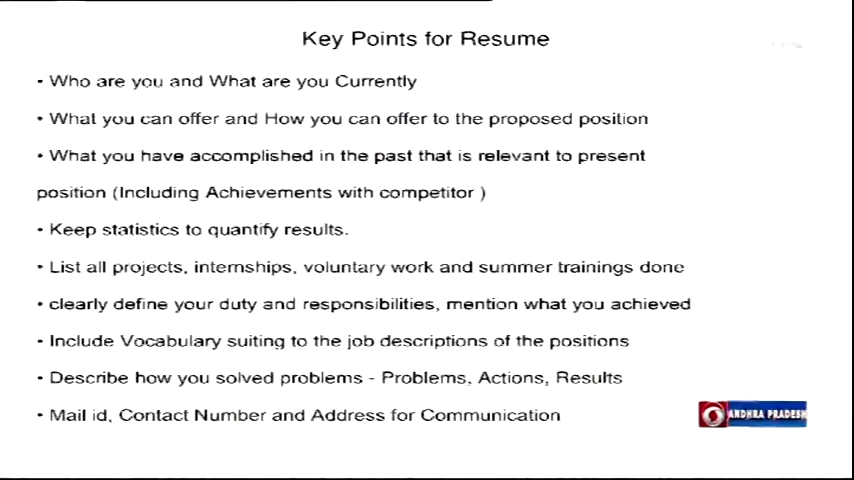 Key Points for Resume
• Who are you and What are you Currently
• What you can offer and How you can offer to the proposed position
• What you have accomplished in the past that is relevant to present
position (Including Achievements with competitor )
• Keep statistics to quantify results.
• List all projects, internships, voluntary work and summer trainings done
• clearly define your duty and responsibilities, mention what you achieved
• Include Vocabulary suiting to the job descriptions of the positions
• Describe how you solved problems - Problems, Actions, Results
• Mail id, Contact Number and Address for Communication
ANDHRA PRADESH